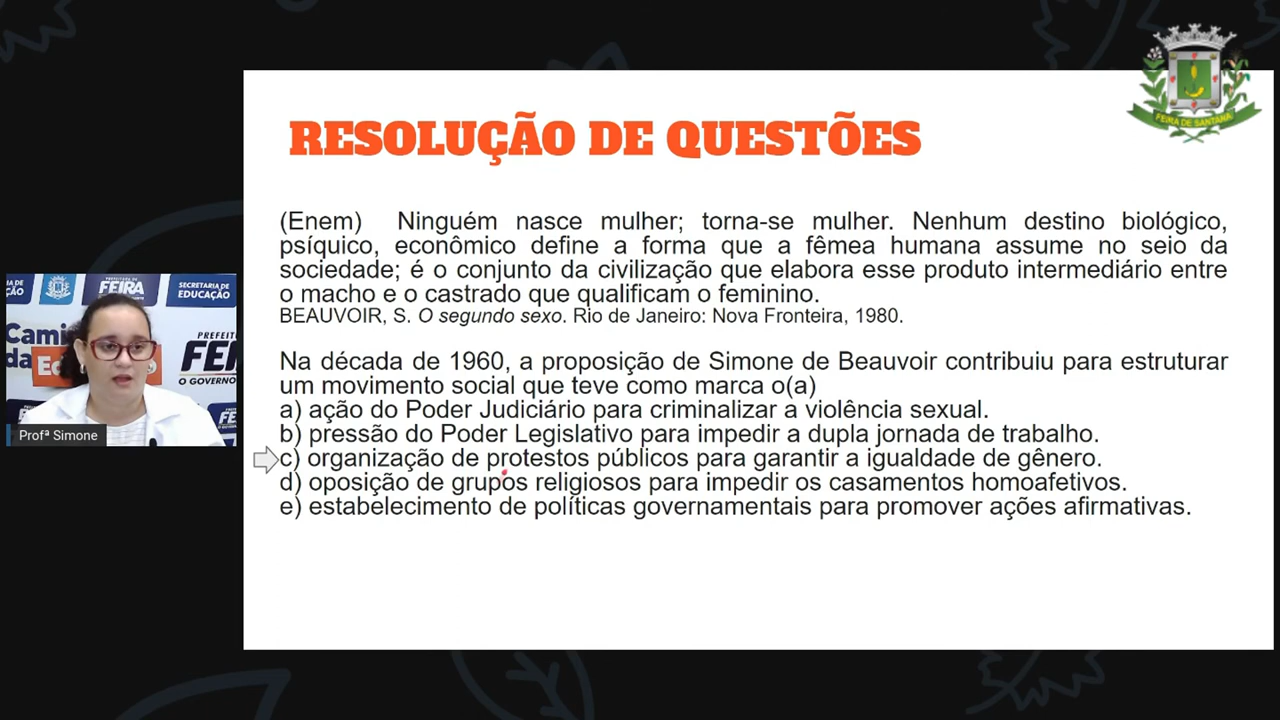 FEIRA DE SANTANA
RESOLUÇÃO DE QUESTÕES
(Enem) Ninguém nasce mulher; torna-se mulher. Nenhum destino biológico,
psíquico, econômico define a forma que a fêmea humana assume no seio da
sociedade; é o conjunto da civilização que elabora esse produto intermediário entre
o macho e o castrado que qualificam o feminino.
BEAUVOIR, S. O segundo sexo. Rio de Janeiro: Nova Fronteira, 1980.
Na década de 1960, a proposição de Simone de Beauvoir contribuiu para estruturar
um movimento social que teve como marca o(a)
a) ação do Poder Judiciário para criminalizar a violência sexual.
b) pressão do Poder Legislativo para impedir a dupla jornada de trabalho.
c) organização de protestos públicos para garantir a igualdade de gênero.
d) oposição de grupos religiosos para impedir os casamentos homoafetivos.
e) estabelecimento de políticas governamentais para promover ações afirmativas.
FEIRA
SECRETARIA DE
EDUCAÇÃO
Cami
da
PREFEIT
FEI
O GOVERNO
Profª Simone